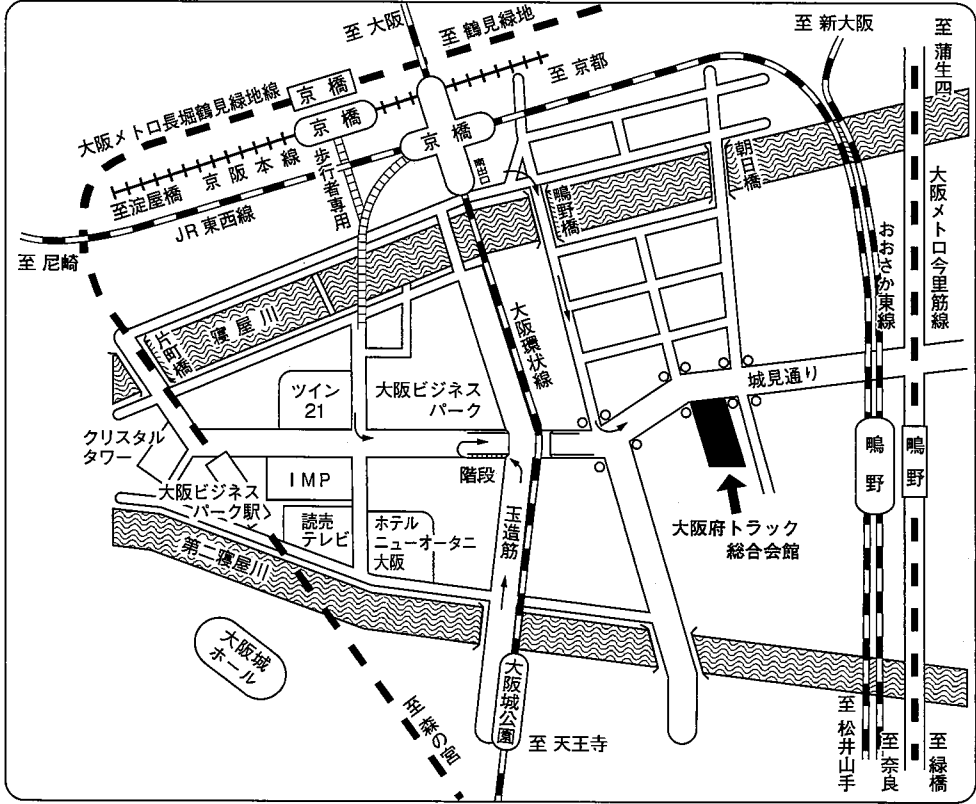 至 大阪
至 鶴見緑地
至 新大阪
至 蒲生四
至 京都
大阪メトロ長堀鶴見緑地線
京橋
京橋
京橋
京阪本線
至淀屋橋
歩行者専用
南出口
JR東西線
至 尼崎
鴫野橋
朝日橋
大阪メトロ今里筋線
おおさか東線
寝屋川
片町橋
大阪環状線
城見通り
ツイン
21
大阪ビジネス
パーク
クリスタル
タワー
階段
IMP
大阪ビジネス
パーク駅
読売
テレビ
ホテル
ニューオータニ
大阪
玉造筋
鴫野
鴫野
大阪府トラック
総合会館
第二寝屋川
大阪城
ホール
大阪城公園
至 森の宮
至 天王寺
至 松井山手
至 奈良
至 緑橋